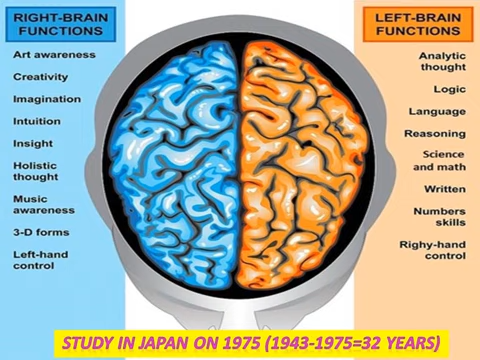 RIGHT-BRAIN
FUNCTIONS
Art awareness
Creativity
Imagination
Intuition
Insight
Holistic
thought
Music
awareness
3-D forms
Left-hand
control
LEFT-BRAIN
FUNCTIONS
Analytic
thought
Logic
Language
Reasoning
Science
and math
Written
Numbers
skills
Righy-hand
control
STUDY IN JAPAN ON 1975 (1943-1975=32 YEARS)